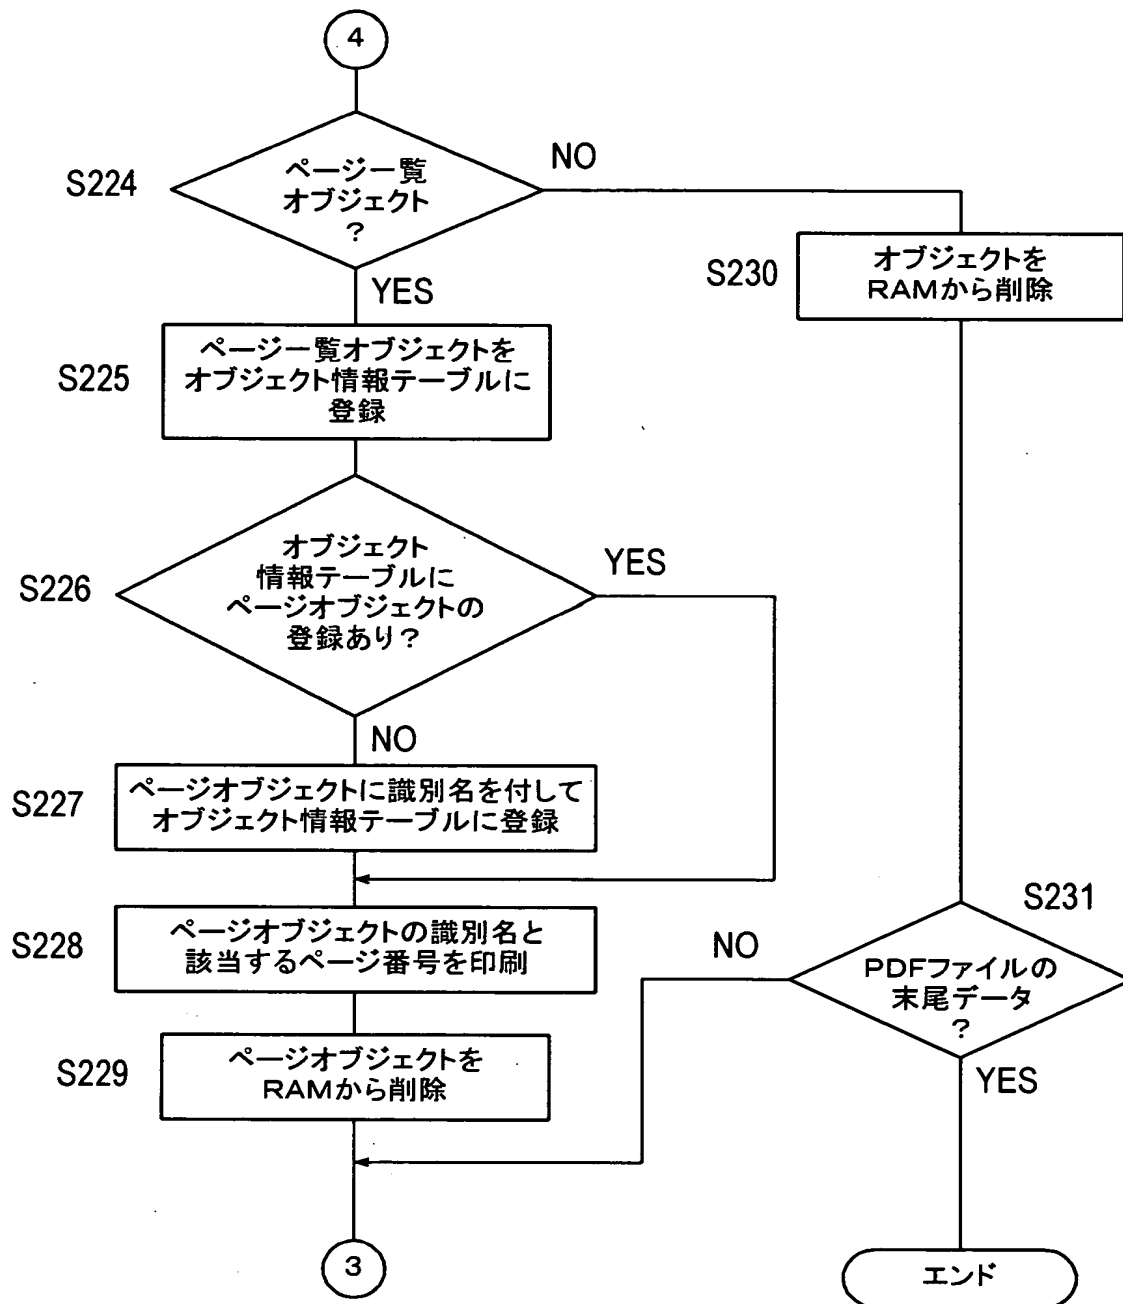 4
S224
ページ一覧
オブジェクト
?
NO
YES
S230
オブジェクトを
RAMから削除
S225
ページ一覧オブジェクトを
オブジェクト情報テーブルに
登録
S226
オブジェクト
情報テーブルに
ページオブジェクトの
登録あり?
YES
NO
S227
ページオブジェクトに識別名を付して
オブジェクト情報テーブルに登録
S228
ページオブジェクトの識別名と
該当するページ番号を印刷
S229
ページオブジェクトを
RAMから削除
S231
PDFファイルの
末尾データ
?
NO
YES
3
エンド